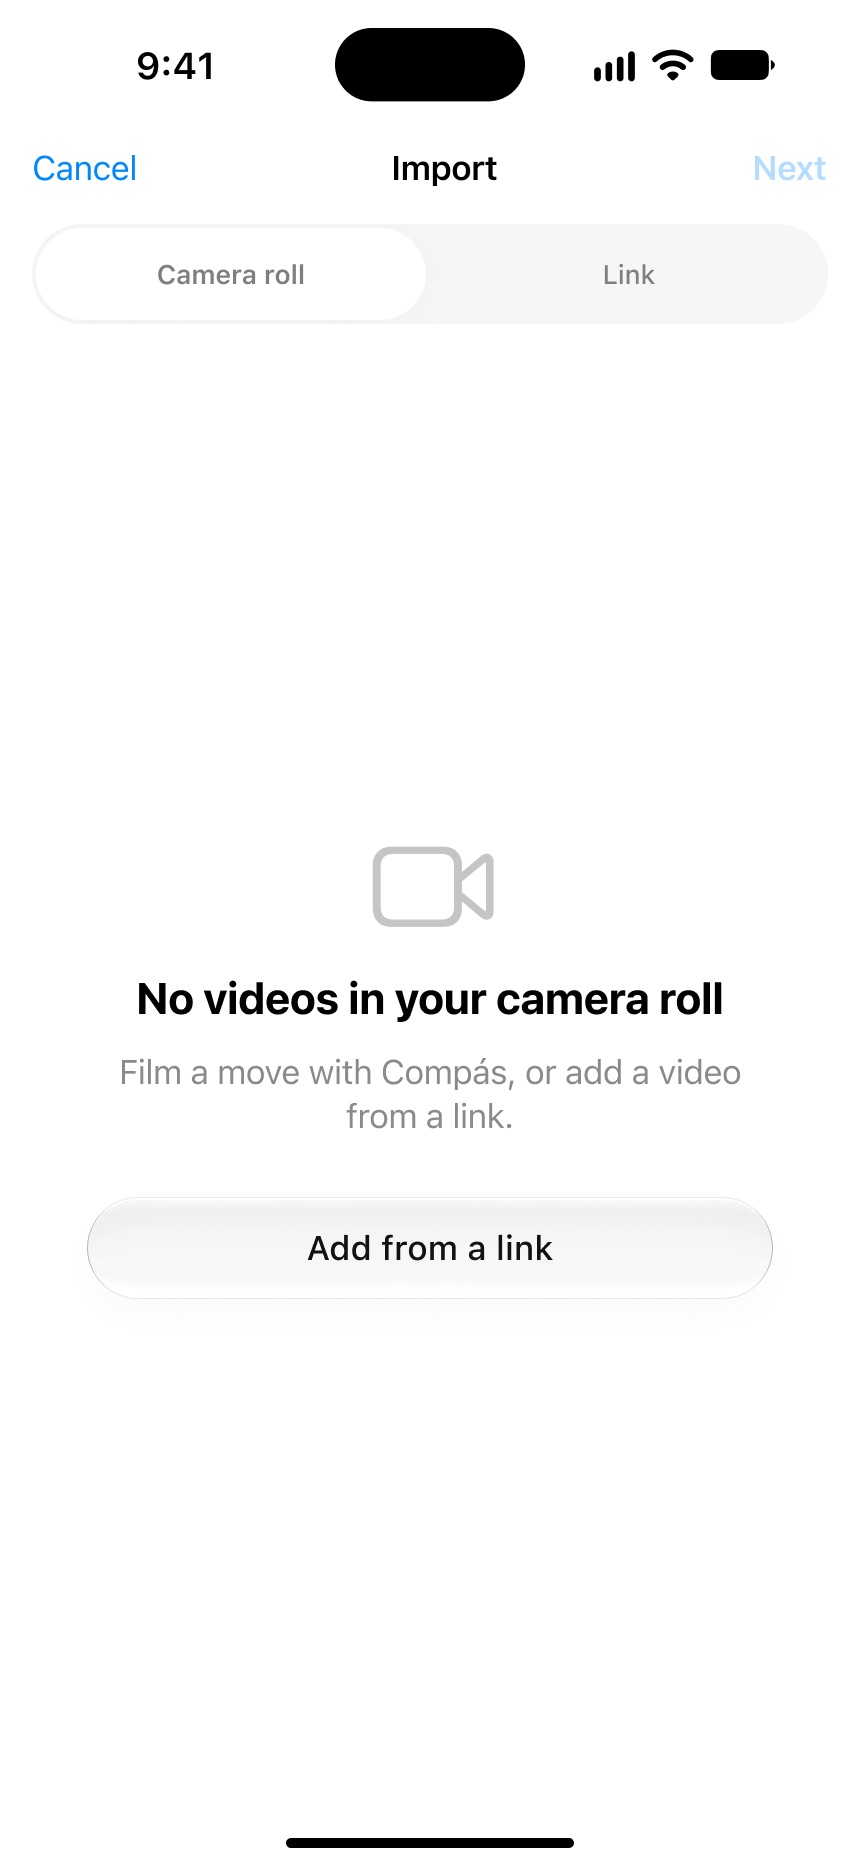 9:41
Cancel
Import
Next
Camera roll
Link
No videos in your camera roll
Film a move with Compás, or add a video
from a link.
Add from a link